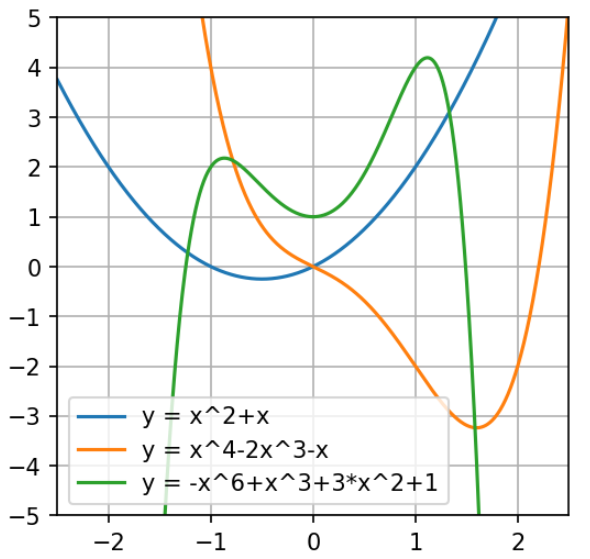 5
4
3
2
1
0
−1
−2
−3
−4
−5
y = x^2+x
y = x^4-2x^3-x
y = -x^6+x^3+3*x^2+1
−2 −1 0 1 2